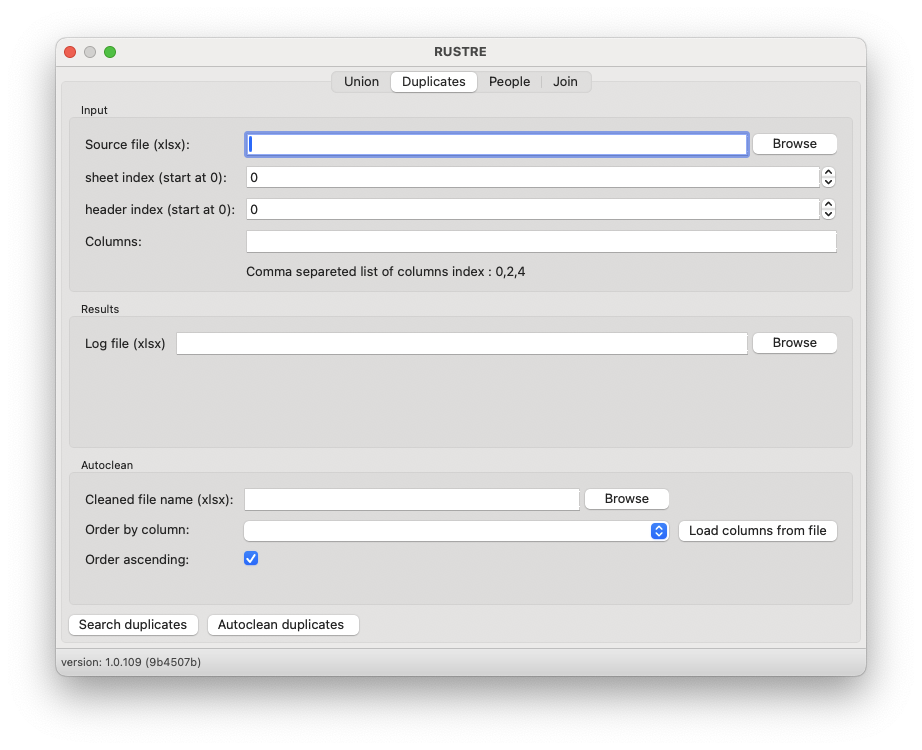 RUSTRE
Union Duplicates People Join
Input
Source file (xlsx): Browse
sheet index (start at 0): 0
header index (start at 0): 0
Columns:
Comma separeted list of columns index : 0,2,4
Results
Log file (xlsx) Browse
Autoclean
Cleaned file name (xlsx): Browse
Order by column: Load columns from file
Order ascending:
Search duplicates Autoclean duplicates
version: 1.0.109 (9b4507b)